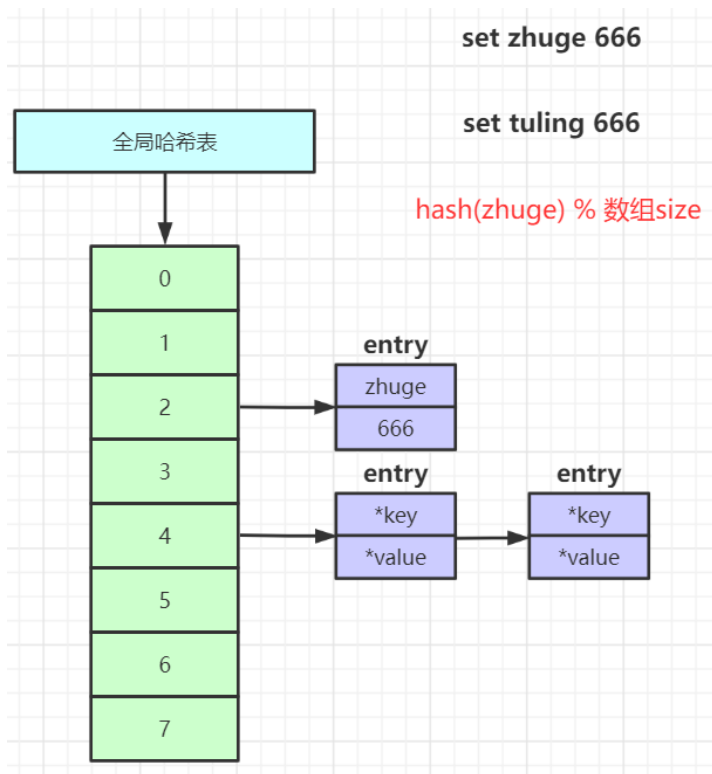 set zhuge 666
set tuling 666
全局哈希表
hash(zhuge) % 数组size
0
1
2
3
4
5
6
7
entry
zhuge
666
entry
*key
*value
entry
*key
*value